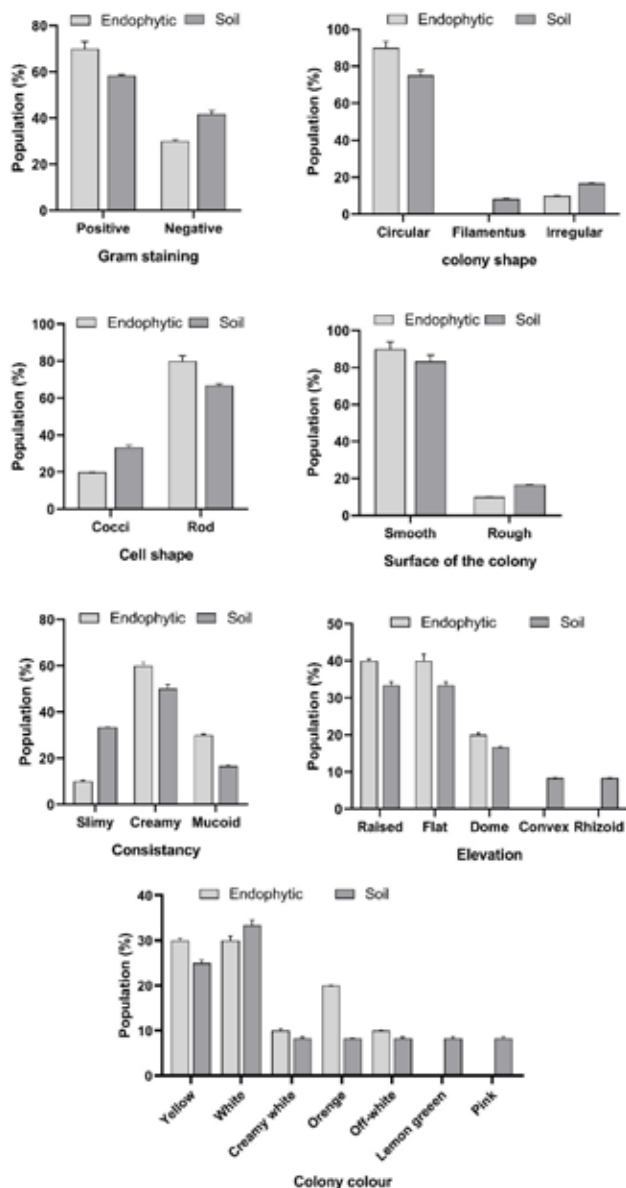 Endophytic Soil
Population (%)
80
60
40
20
0
Positive Negative
Gram staining
Endophytic Soil
Population (%)
100
80
60
40
20
0
Circular Filamentus Irregular
colony shape
Endophytic Soil
Population (%)
100
80
60
40
20
0
Cocci Rod
Cell shape
Endophytic Soil
Population (%)
100
80
60
40
20
0
Smooth Rough
Surface of the colony
Endophytic Soil
Population (%)
80
60
40
20
0
Slimy Creamy Mucoid
Consistancy
Endophytic Soil
Population (%)
50
40
30
20
10
0
Raised Flat Dome Convex Rhizoid
Elevation
Endophytic Soil
Population (%)
40
30
20
10
0
Yellow White Creamy white Orenge Off-white Lemon greeen Pink
Colony colour